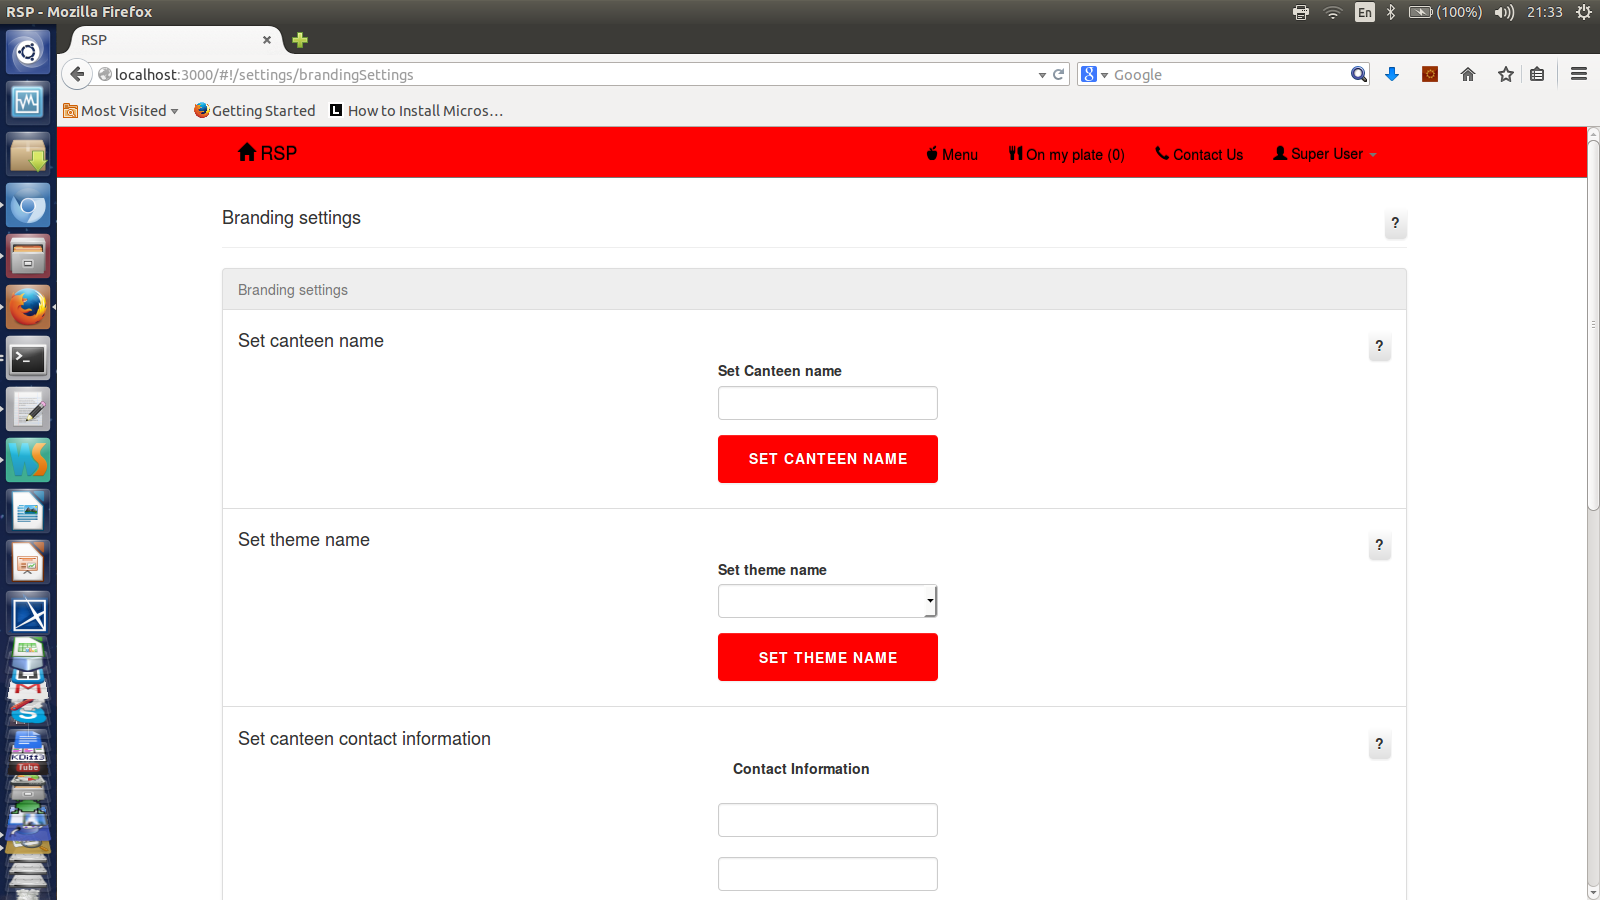 RSP - Mozilla Firefox
En
(100%)
21:33
RSP
localhost:3000/#!/settings/brandingSettings
Google
Most Visited
Getting Started
How to Install Micros…
RSP
Menu
On my plate (0)
Contact Us
Super User
Branding settings
?
Branding settings
Set canteen name
?
Set Canteen name
SET CANTEEN NAME
Set theme name
?
Set theme name
SET THEME NAME
Set canteen contact information
?
Contact Information
KDiff3
Tube